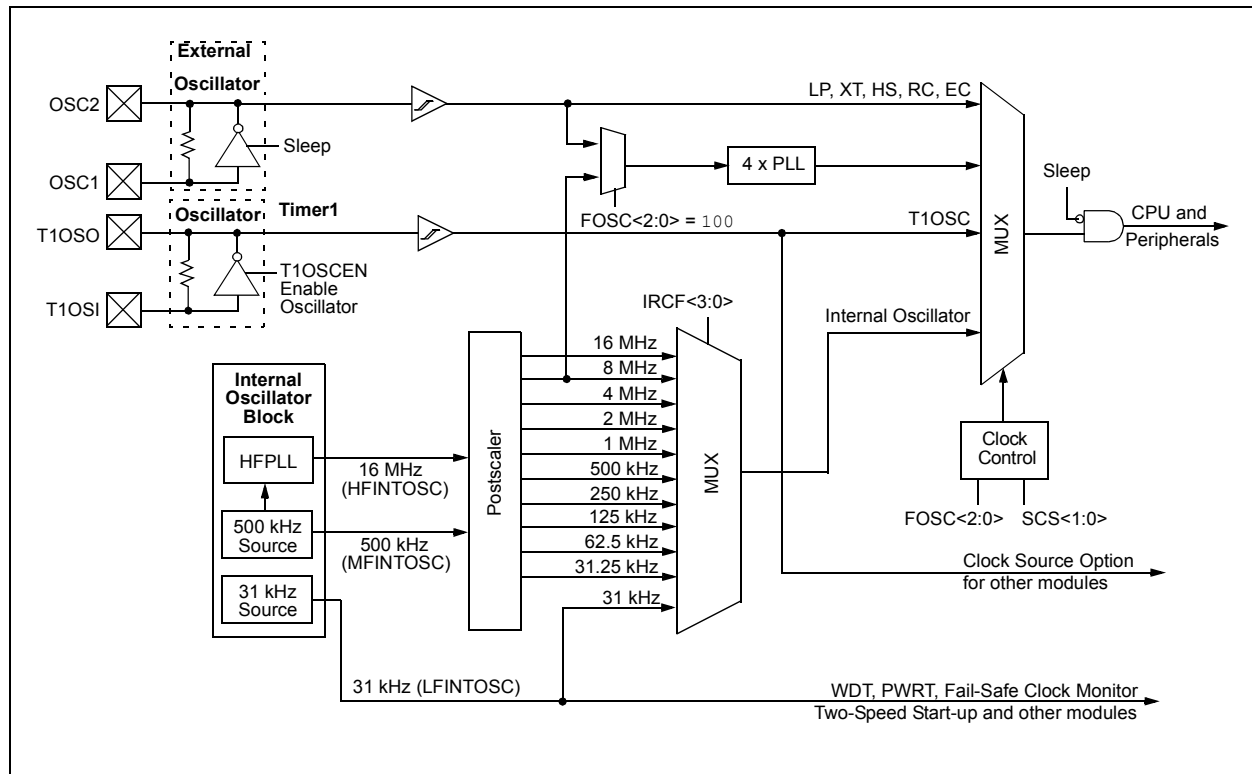 External
Oscillator
OSC2
Sleep
OSC1
LP, XT, HS, RC, EC
4 x PLL
FOSC<2:0> = 100
Sleep
MUX
CPU and
Peripherals
Oscillator
Timer1
T1OSO
T1OSC
T1OSCEN
Enable
Oscillator
T1OSI
IRCF<3:0>
Internal Oscillator
Internal
Oscillator
Block
HFPLL
500 kHz
Source
31 kHz
Source
16 MHz
(HFINTOSC)
500 kHz
(MFINTOSC)
Postscaler
16 MHz
8 MHz
4 MHz
2 MHz
1 MHz
500 kHz
250 kHz
125 kHz
62.5 kHz
31.25 kHz
31 kHz
MUX
Clock
Control
FOSC<2:0>
SCS<1:0>
Clock Source Option
for other modules
31 kHz (LFINTOSC)
WDT, PWRT, Fail-Safe Clock Monitor
Two-Speed Start-up and other modules